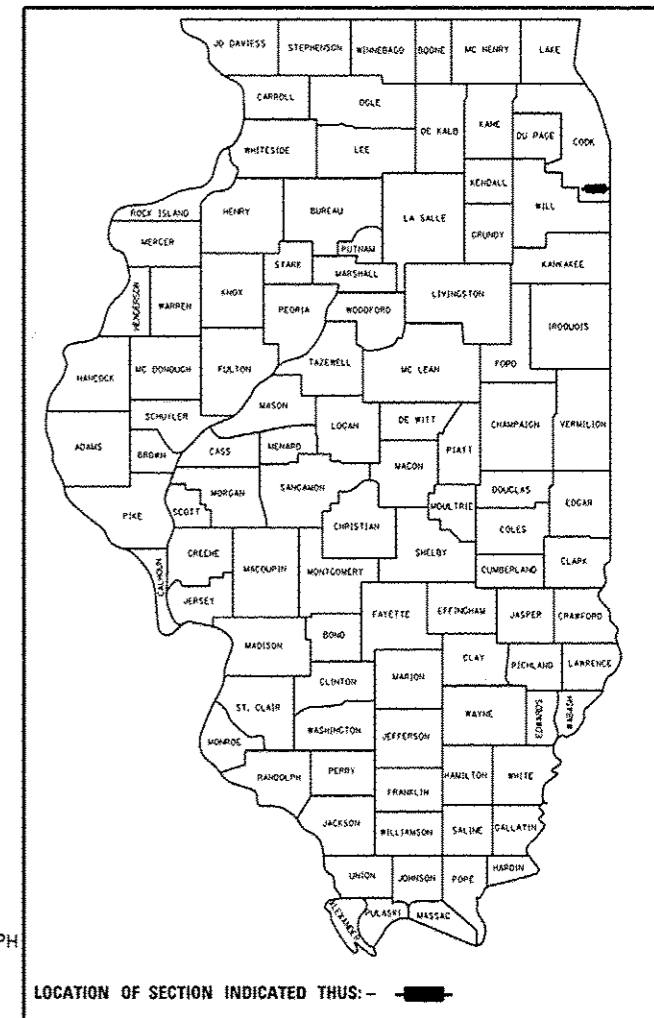 JO DAVIESS STEPHENSON WINNEBAGO BOONE MC HENRY LAKE
CARROLL OGLE DE KALB KANE DU PAGE COOK
WHITESIDE LEE KENDALL WILL
ROCK ISLAND HENRY BUREAU LA SALLE GRUNDY
MERCER PUTNAM KANKAKEE
STARK MARSHALL
HENDERSON WARREN KNOX PEORIA WOODFORD LIVINGSTON IROQUOIS
HANCOCK MC DONOUGH FULTON TAZEWELL MC LEAN FOPD
SCHUYLER MASON LOGAN DE WITT CHAMPAIGN VERMILION
ADAMS BROWN CASS MENARD MACON PIATT
PIKE SCOTT MORGAN SANGAMON CHRISTIAN MOULTRIE DOUGLAS EDGAR
COLES
CALHOUN GREENE MACOUPIN MONTGOMERY SHELBY CUMBERLAND CLARK
JERSEY FAYETTE EFFINGHAM JASPER CRAWFORD
MADISON BOND CLAY RICHLAND LAWRENCE
CLINTON MARION
ST. CLAIR WASHINGTON WAYNE EDWARDS WABASH
MONROE JEFFERSON
RANDOLPH PERRY HAMILTON WHITE
FRANKLIN
JACKSON WILLIAMSON SALINE GALLATIN
UNION JOHNSON POPE HARDIN
ALEXANDER PULASKI MASSAC
PH
LOCATION OF SECTION INDICATED THUS: -